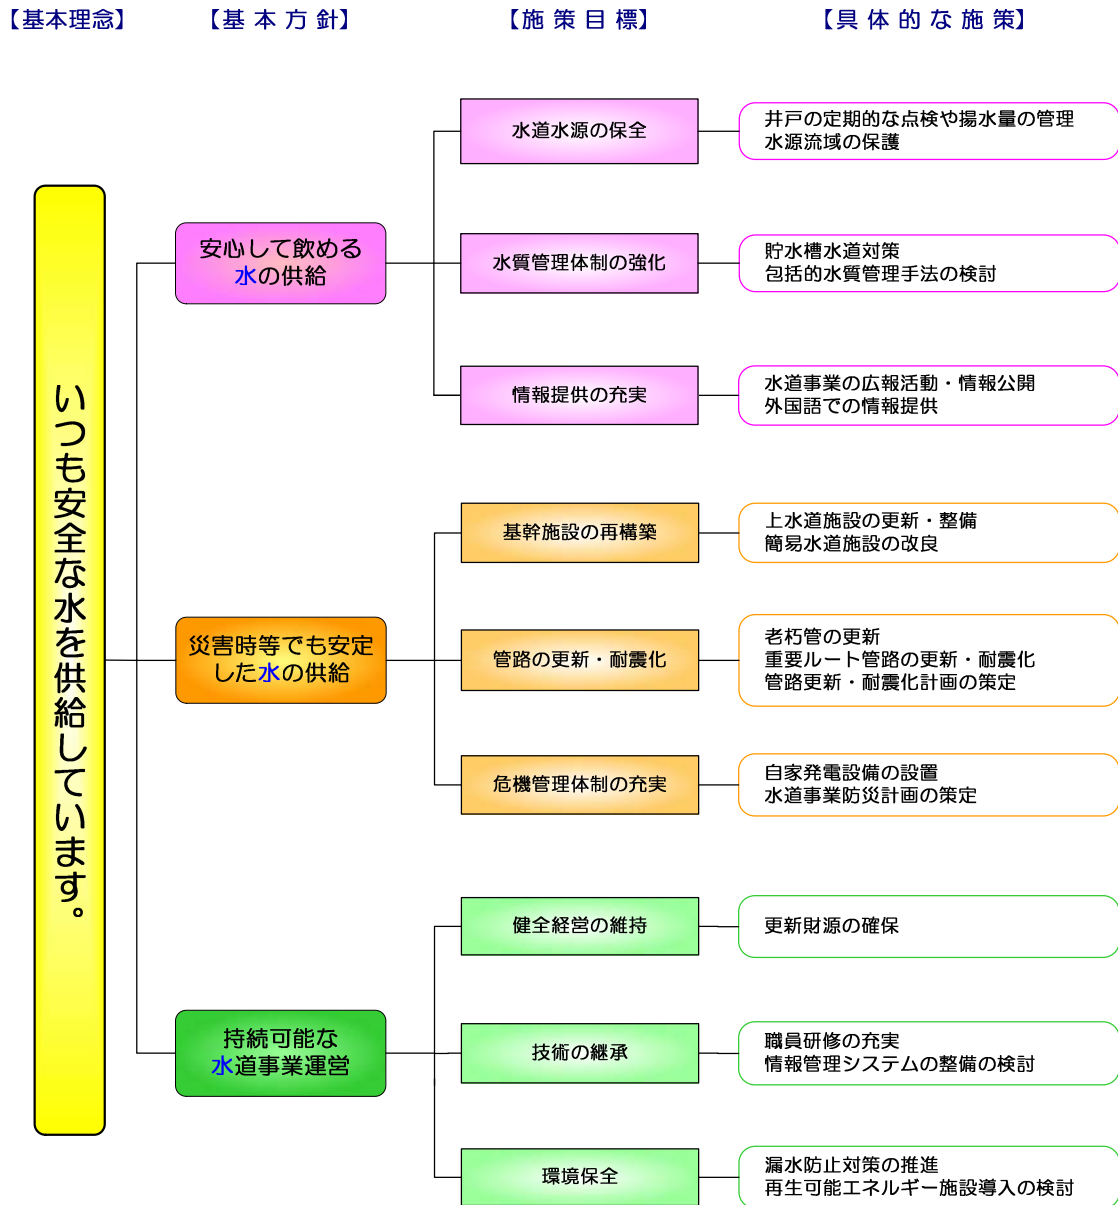 【基本理念】
【基 本 方 針】
【施 策 目 標】
【具 体 的 な 施 策】
いつも安全な水を供給しています。
安心して飲める
水の供給
水道水源の保全
井戸の定期的な点検や揚水量の管理
水源流域の保護
水質管理体制の強化
貯水槽水道対策
包括的水質管理手法の検討
情報提供の充実
水道事業の広報活動・情報公開
外国語での情報提供
災害時等でも安定
した水の供給
基幹施設の再構築
上水道施設の更新・整備
簡易水道施設の改良
管路の更新・耐震化
老朽管の更新
重要ルート管路の更新・耐震化
管路更新・耐震化計画の策定
危機管理体制の充実
自家発電設備の設置
水道事業防災計画の策定
持続可能な
水道事業運営
健全経営の維持
更新財源の確保
技術の継承
職員研修の充実
情報管理システムの整備の検討
環境保全
漏水防止対策の推進
再生可能エネルギー施設導入の検討